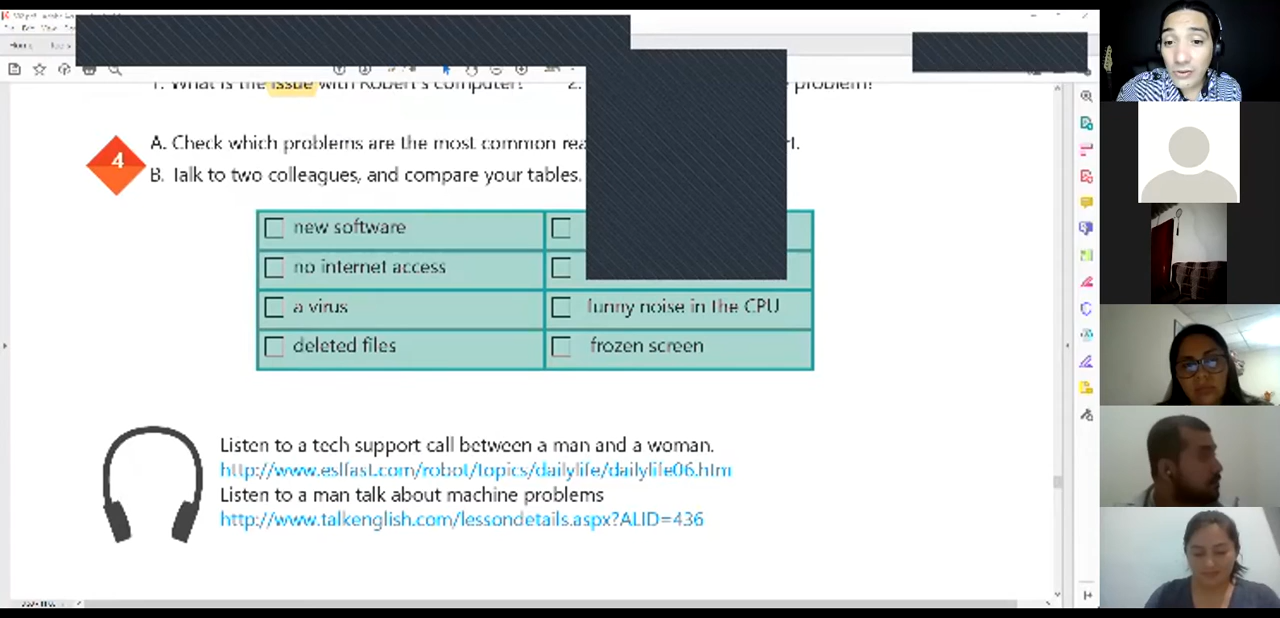 Home Tools
1. What is the issue with Robert's computer? 2. problem?
4
A. Check which problems are the most common
B. Talk to two colleagues, and compare your tables.
new software
no internet access
a virus funny noise in the CPU
deleted files frozen screen
Listen to a tech support call between a man and a woman.
http://www.eslfast.com/robot/topics/dailylife/dailylife06.htm
Listen to a man talk about machine problems
http://www.talkenglish.com/lessondetails.aspx?ALID=436